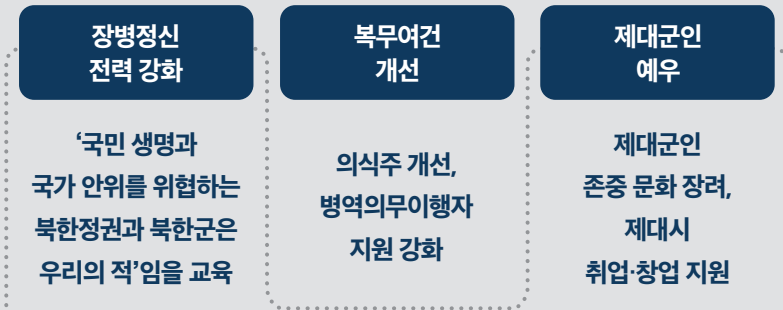 장병정신
전력 강화
‘국민 생명과
국가 안위를 위협하는
북한정권과 북한군은
우리의 적’임을 교육
복무여건
개선
의식주 개선,
병역의무이행자
지원 강화
제대군인
예우
제대군인
존중 문화 장려,
제대시
취업·창업 지원